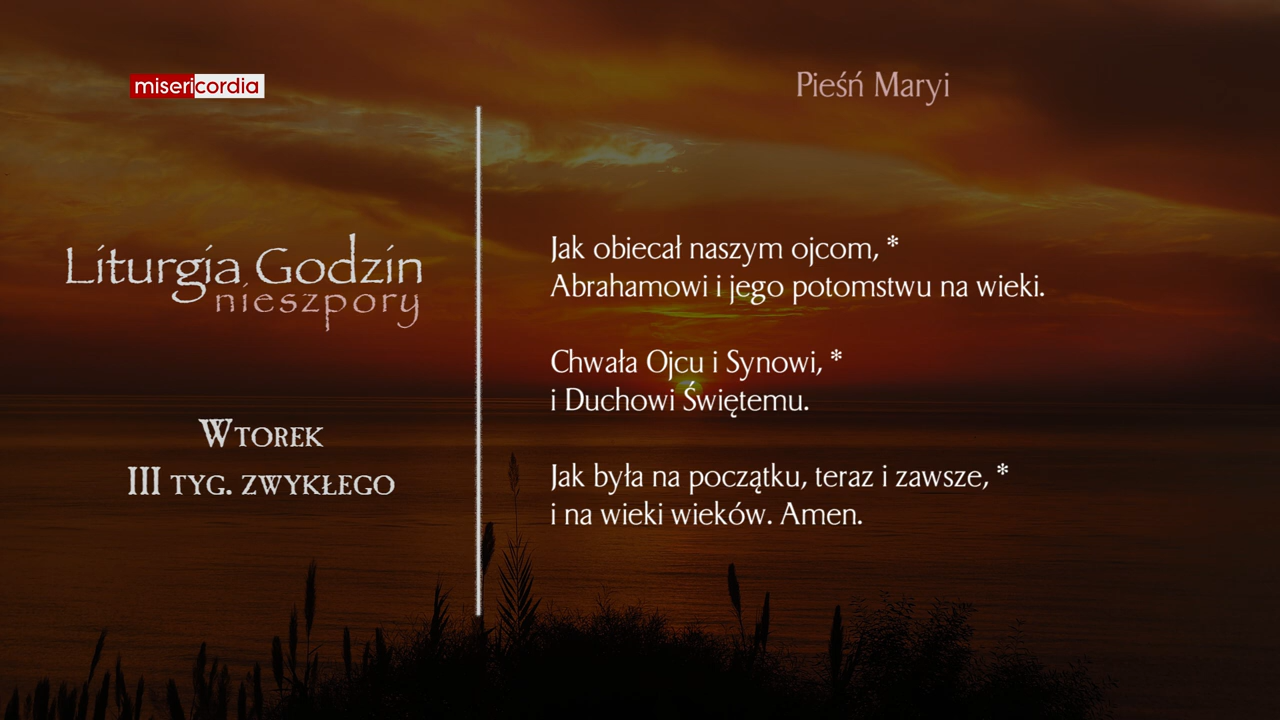 misericordia
Pieśń Maryi
Liturgia Godzin
nieszpory
Wtorek
III tyg. zwykłego
Jak obiecał naszym ojcom, *
Abrahamowi i jego potomstwu na wieki.
Chwała Ojcu i Synowi, *
i Duchowi Świętemu.
Jak była na początku, teraz i zawsze, *
i na wieki wieków. Amen.